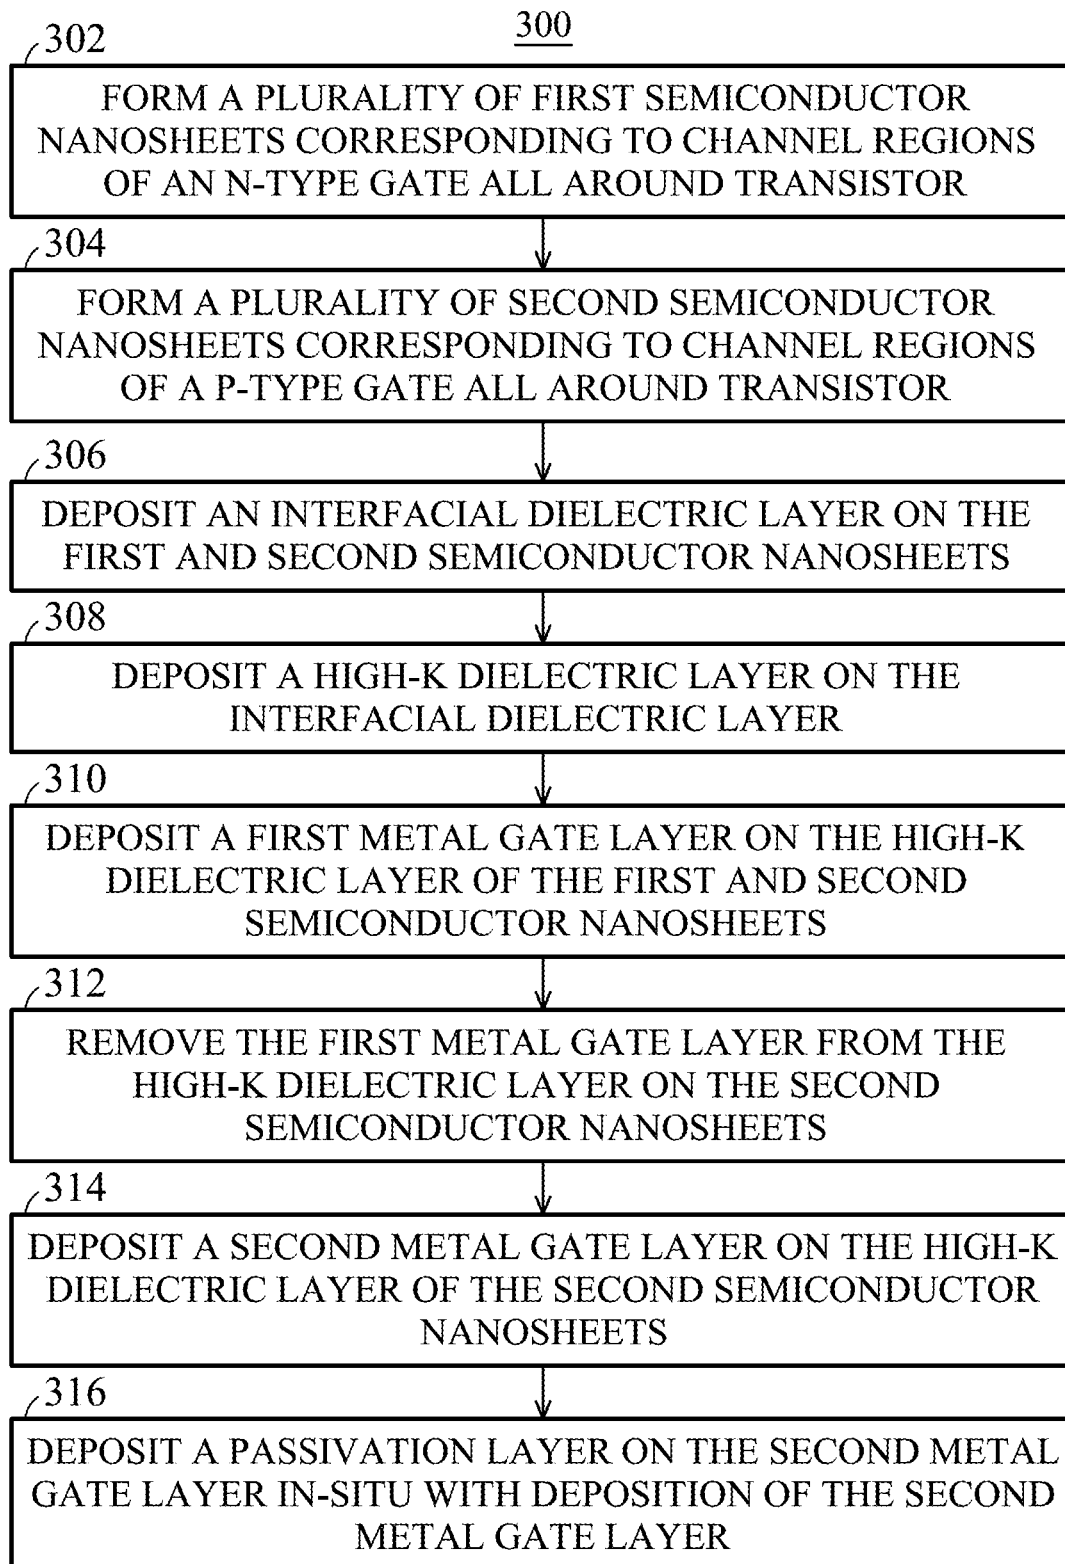 300
302
FORM A PLURALITY OF FIRST SEMICONDUCTOR
NANOSHEETS CORRESPONDING TO CHANNEL REGIONS
OF AN N-TYPE GATE ALL AROUND TRANSISTOR
304
FORM A PLURALITY OF SECOND SEMICONDUCTOR
NANOSHEETS CORRESPONDING TO CHANNEL REGIONS
OF A P-TYPE GATE ALL AROUND TRANSISTOR
306
DEPOSIT AN INTERFACIAL DIELECTRIC LAYER ON THE
FIRST AND SECOND SEMICONDUCTOR NANOSHEETS
308
DEPOSIT A HIGH-K DIELECTRIC LAYER ON THE
INTERFACIAL DIELECTRIC LAYER
310
DEPOSIT A FIRST METAL GATE LAYER ON THE HIGH-K
DIELECTRIC LAYER OF THE FIRST AND SECOND
SEMICONDUCTOR NANOSHEETS
312
REMOVE THE FIRST METAL GATE LAYER FROM THE
HIGH-K DIELECTRIC LAYER ON THE SECOND
SEMICONDUCTOR NANOSHEETS
314
DEPOSIT A SECOND METAL GATE LAYER ON THE HIGH-K
DIELECTRIC LAYER OF THE SECOND SEMICONDUCTOR
NANOSHEETS
316
DEPOSIT A PASSIVATION LAYER ON THE SECOND METAL
GATE LAYER IN-SITU WITH DEPOSITION OF THE SECOND
METAL GATE LAYER